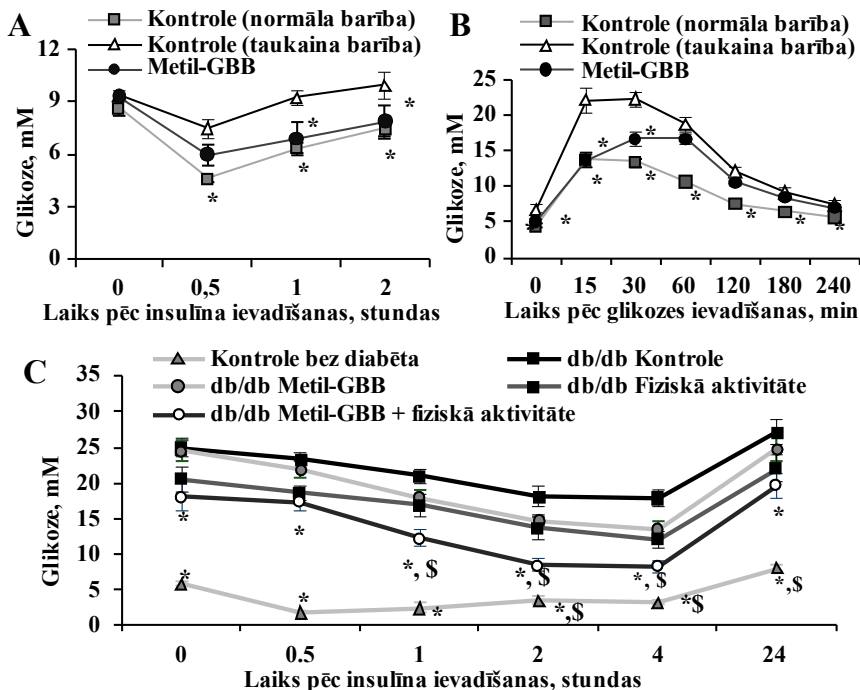 A
Kontrole (normāla barība)
Kontrole (taukaina barība)
Metil-GBB
12
9
6
3
0
Glikoze, mM
*
*
*
*
*
0 0,5 1 2
Laiks pēc insulīna ievadīšanas, stundas
B
Kontrole (normāla barība)
Kontrole (taukaina barība)
Metil-GBB
25
20
15
10
5
0
Glikoze, mM
* *
* *
* *
* * * *
0 15 30 60 120 180 240
Laiks pēc glikozes ievadīšanas, min
C
Kontrole bez diabēta db/db Kontrole
db/db Metil-GBB db/db Fiziskā aktivitāte
db/db Metil-GBB + fiziskā aktivitāte
35
30
25
20
15
10
5
0
Glikoze, mM
* * *, $ *, $ *, $ *
* * * *,$ *$ *,$
0 0.5 1 2 4 24
Laiks pēc insulīna ievadīšanas, stundas